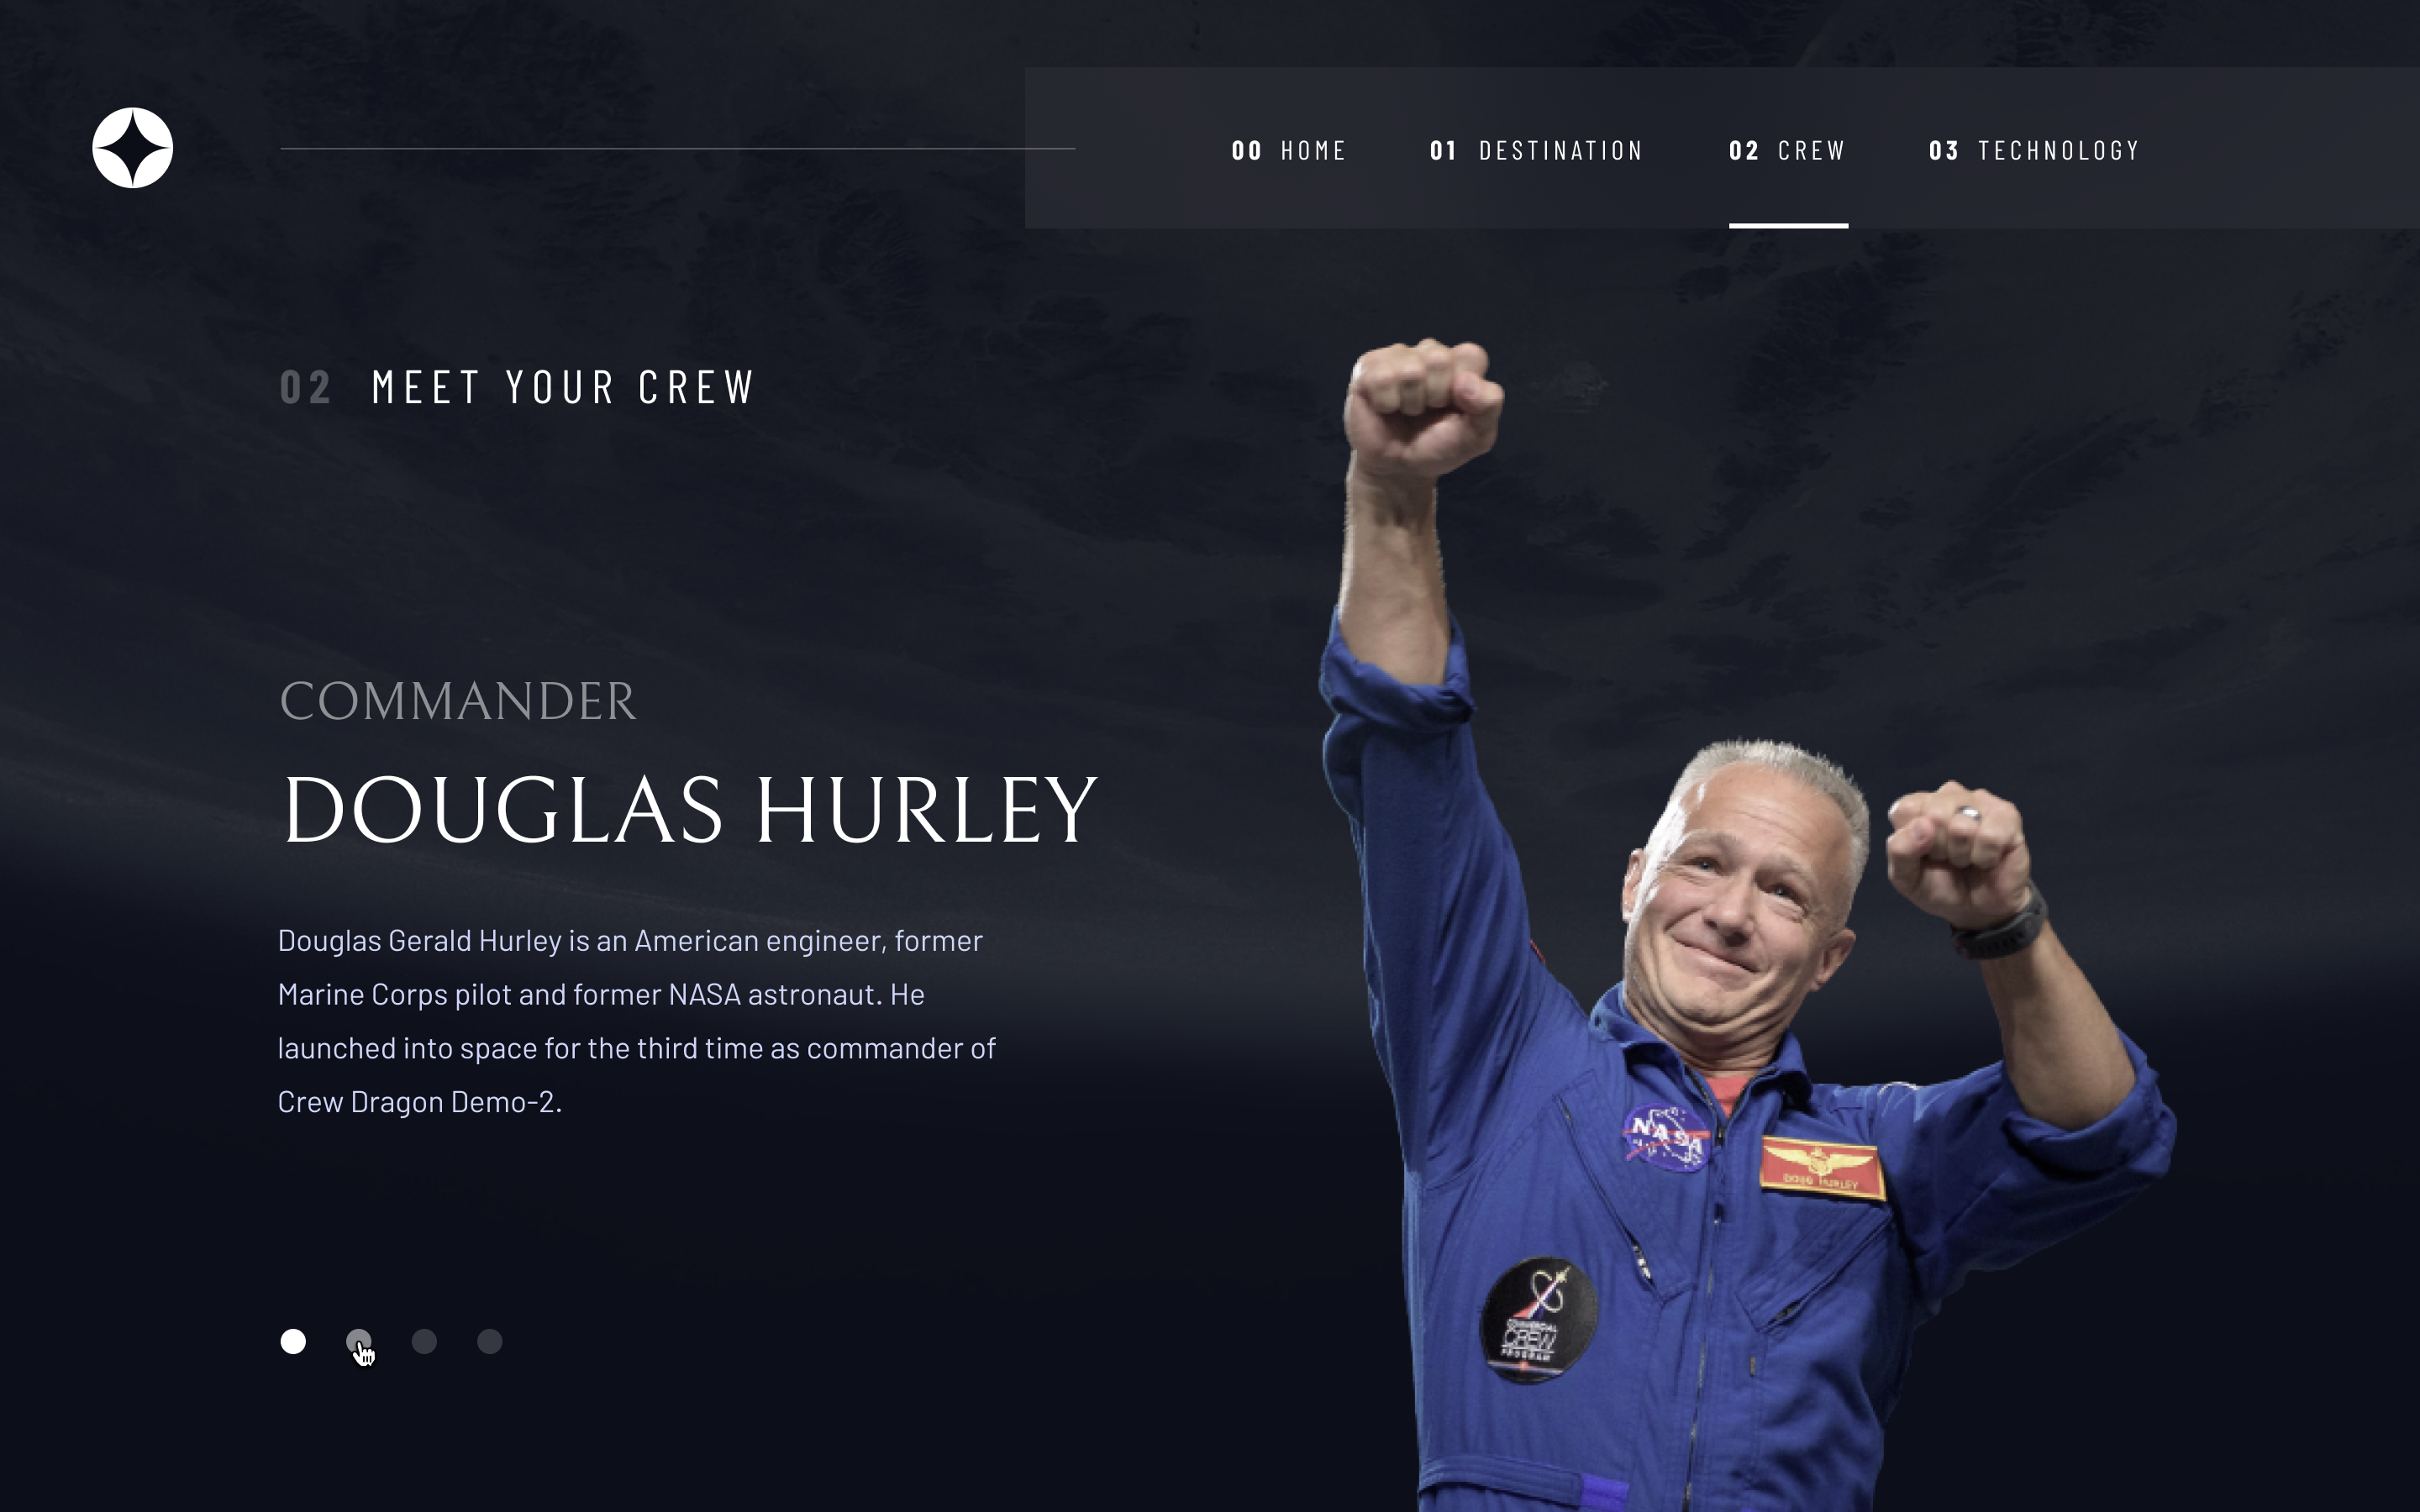 00 HOME
01 DESTINATION
02 CREW
03 TECHNOLOGY
02 MEET YOUR CREW
COMMANDER
DOUGLAS HURLEY
Douglas Gerald Hurley is an American engineer, former
Marine Corps pilot and former NASA astronaut. He
launched into space for the third time as commander of
Crew Dragon Demo-2.
NASA
DOUG HURLEY
COMMERCIAL
CREW
PROGRAM